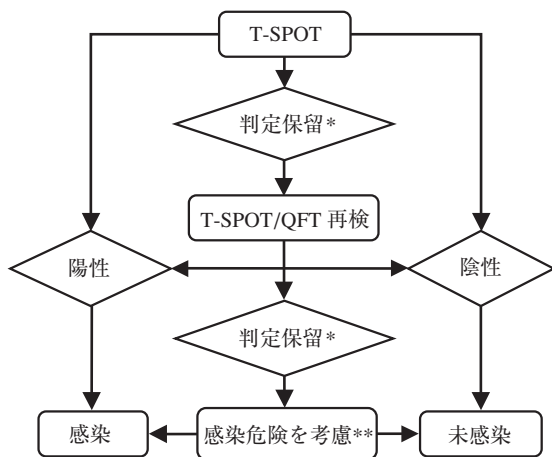 T-SPOT
判定保留*
T-SPOT/QFT 再検
陽性
陰性
判定保留*
感染
感染危険を考慮**
未感染